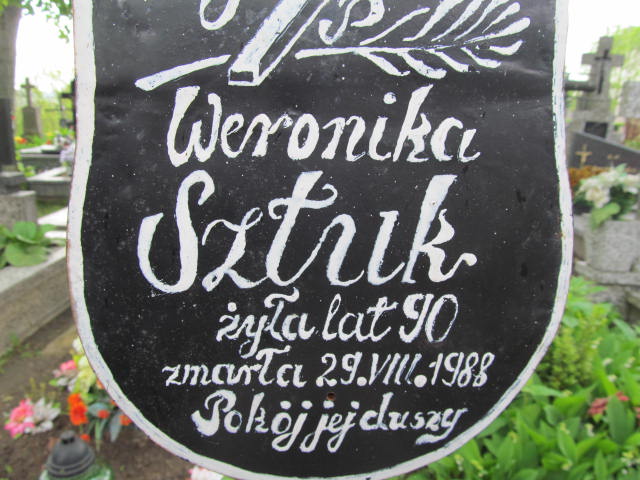 Weronika
Sztuk
żyła lat 90
zmarła 29.VIII.1988
Pokój jej duszy